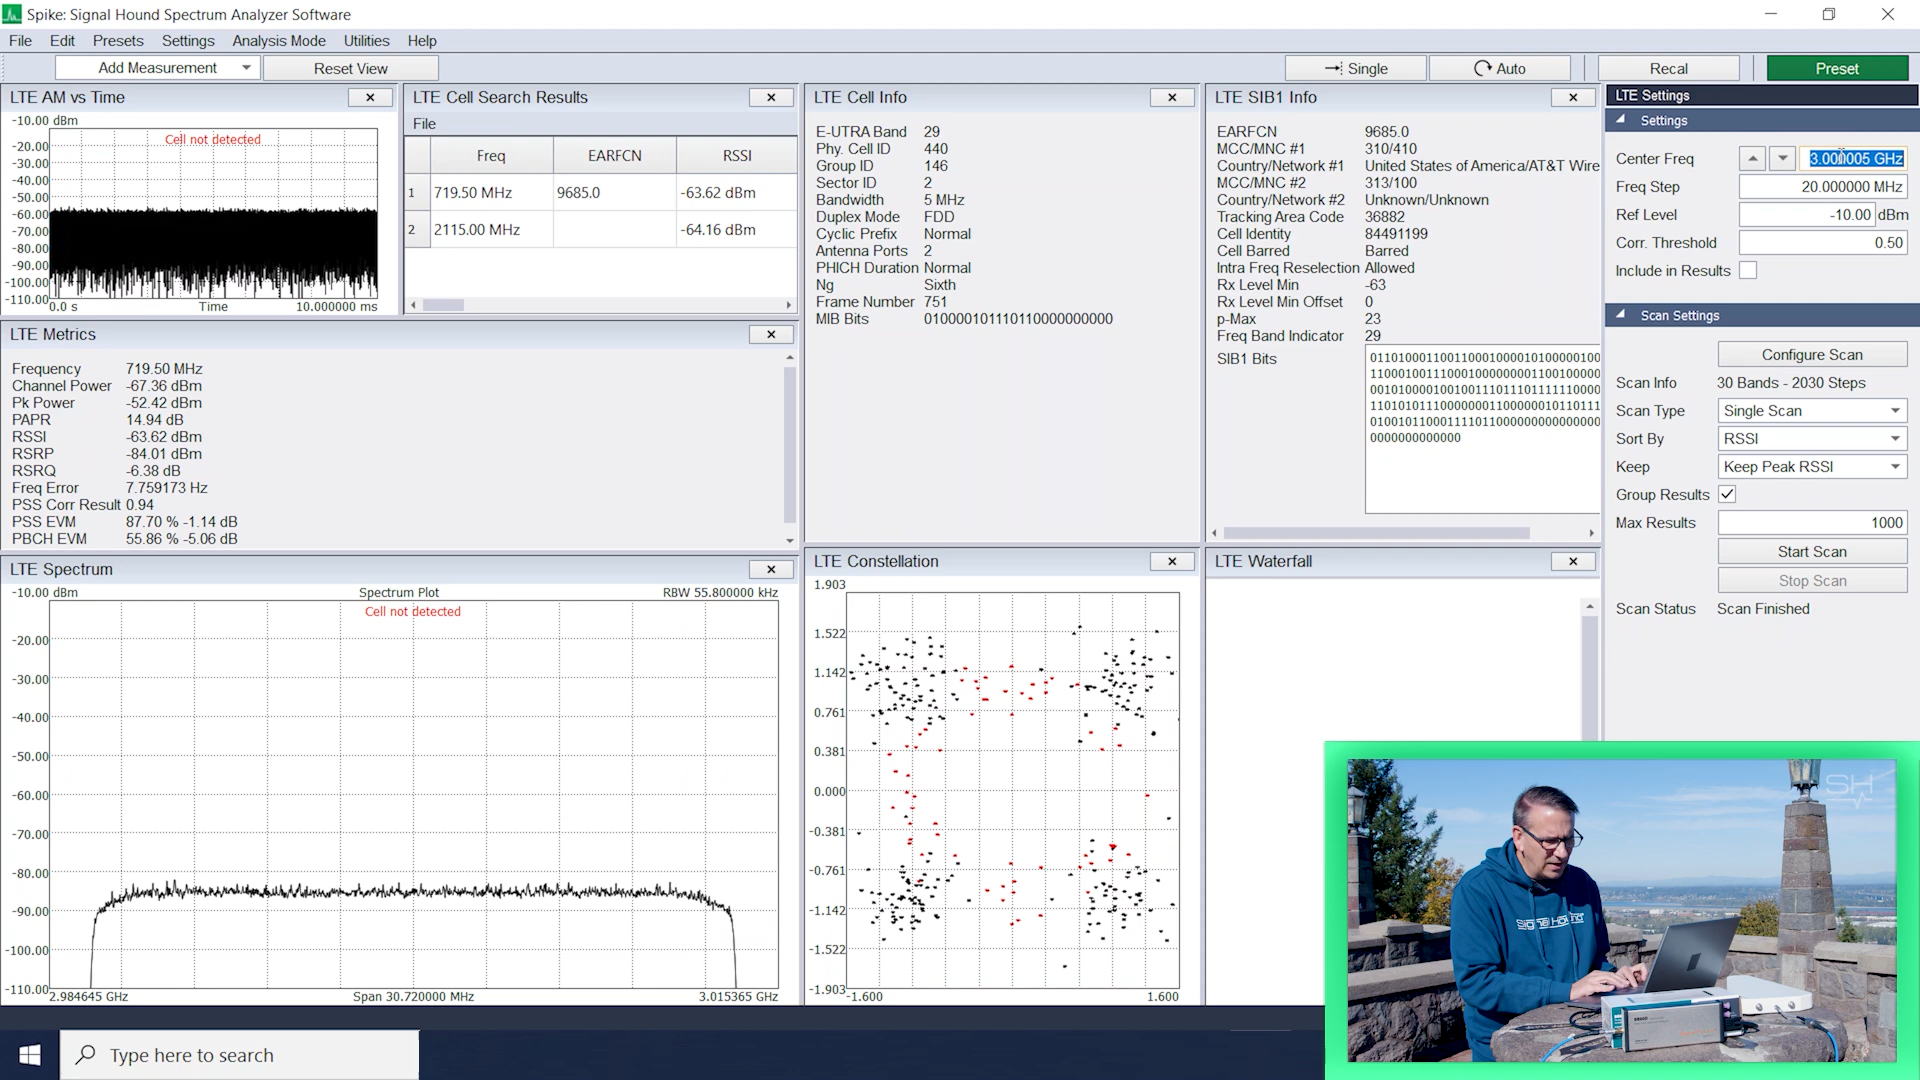 Spike: Signal Hound Spectrum Analyzer Software
File Edit Presets Settings Analysis Mode Utilities Help
Add Measurement Reset View Single Auto Recal Preset
LTE AM vs Time
-10.00 dBm
Cell not detected
-20.00
-30.00
-40.00
-50.00
-60.00
-70.00
-80.00
-90.00
-100.00
-110.00
0.0 s Time 10.000000 ms
LTE Cell Search Results
File
Freq EARFCN RSSI
1 719.50 MHz 9685.0 -63.62 dBm
2 2115.00 MHz -64.16 dBm
LTE Metrics
Frequency 719.50 MHz
Channel Power -67.36 dBm
Pk Power -52.42 dBm
PAPR 14.94 dB
RSSI -63.62 dBm
RSRP -84.01 dBm
RSRQ -6.38 dB
Freq Error 7.759173 Hz
PSS Corr Result 0.94
PSS EVM 87.70 % -1.14 dB
PBCH EVM 55.86 % -5.06 dB
LTE Cell Info
E-UTRA Band 29
Phy. Cell ID 440
Group ID 146
Sector ID 2
Bandwidth 5 MHz
Duplex Mode FDD
Cyclic Prefix Normal
Antenna Ports 2
PHICH Duration Normal
Ng Sixth
Frame Number 751
MIB Bits 010000101110110000000000
LTE SIB1 Info
EARFCN 9685.0
MCC/MNC #1 310/410
Country/Network #1 United States of America/AT&T Wire
MCC/MNC #2 313/100
Country/Network #2 Unknown/Unknown
Tracking Area Code 36882
Cell Identity 84491199
Cell Barred Barred
Intra Freq Reselection Allowed
Rx Level Min -63
Rx Level Min Offset 0
p-Max 23
Freq Band Indicator 29
SIB1 Bits
LTE Spectrum
-10.00 dBm Spectrum Plot RBW 55.800000 kHz
Cell not detected
-20.00
-30.00
-40.00
-50.00
-60.00
-70.00
-80.00
-90.00
-100.00
-110.00
2.984645 GHz Span 30.720000 MHz 3.015365 GHz
LTE Constellation
1.903
1.522
1.142
0.761
0.381
0.000
-0.381
-0.761
-1.142
-1.522
-1.903
-1.600 1.600
LTE Waterfall
LTE Settings
Settings
Center Freq 3.000005 GHz
Freq Step 20.000000 MHz
Ref Level -10.00 dBm
Corr. Threshold 0.50
Include in Results
Scan Settings
Configure Scan
Scan Info 30 Bands - 2030 Steps
Scan Type Single Scan
Sort By RSSI
Keep Keep Peak RSSI
Group Results
Max Results 1000
Start Scan
Stop Scan
Scan Status Scan Finished
SH
Signal Hound
Type here to search